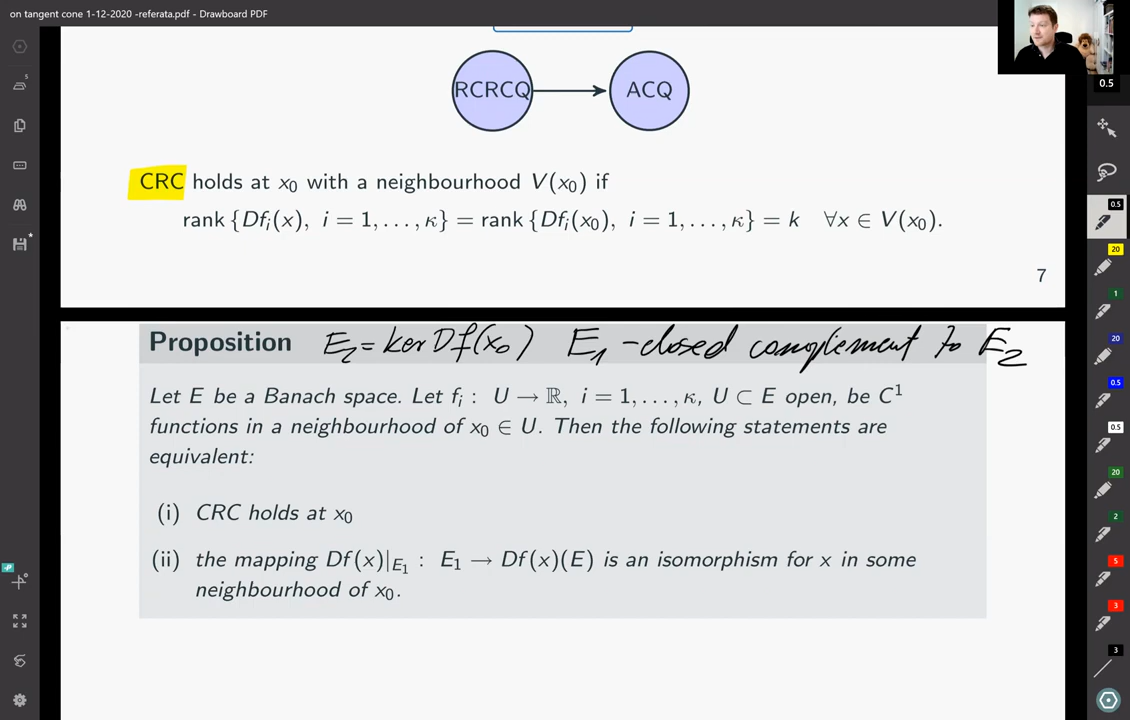 on tangent cone 1-12-2020 -referata.pdf - Drawboard PDF
RCRCQ
ACQ
CRC holds at x₀ with a neighbourhood V(x₀) if
rank {Dfᵢ(x), i = 1, . . . , κ} = rank {Dfᵢ(x₀), i = 1, . . . , κ} = k ∀x ∈ V(x₀).
7
Proposition E₂ = ker Df(x₀) E₁ - closed complement to E₂
Let E be a Banach space. Let fᵢ : U → ℝ, i = 1, . . . , κ, U ⊂ E open, be C¹
functions in a neighbourhood of x₀ ∈ U. Then the following statements are
equivalent:
(i) CRC holds at x₀
(ii) the mapping Df(x)|E₁ : E₁ → Df(x)(E) is an isomorphism for x in some
neighbourhood of x₀.
5
0.5
0.5
20
1
20
0.5
0.5
20
2
5
3
3